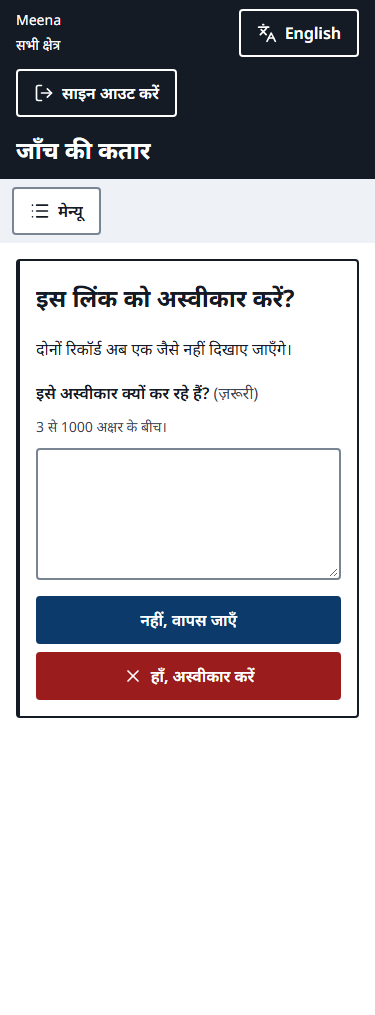 Meena
सभी क्षेत्र
English
साइन आउट करें
जाँच की कतार
मेन्यू
इस लिंक को अस्वीकार करें?
दोनों रिकॉर्ड अब एक जैसे नहीं दिखाए जाएँगे।
इसे अस्वीकार क्यों कर रहे हैं? (ज़रूरी)
3 से 1000 अक्षर के बीच।
नहीं, वापस जाएँ
हाँ, अस्वीकार करें